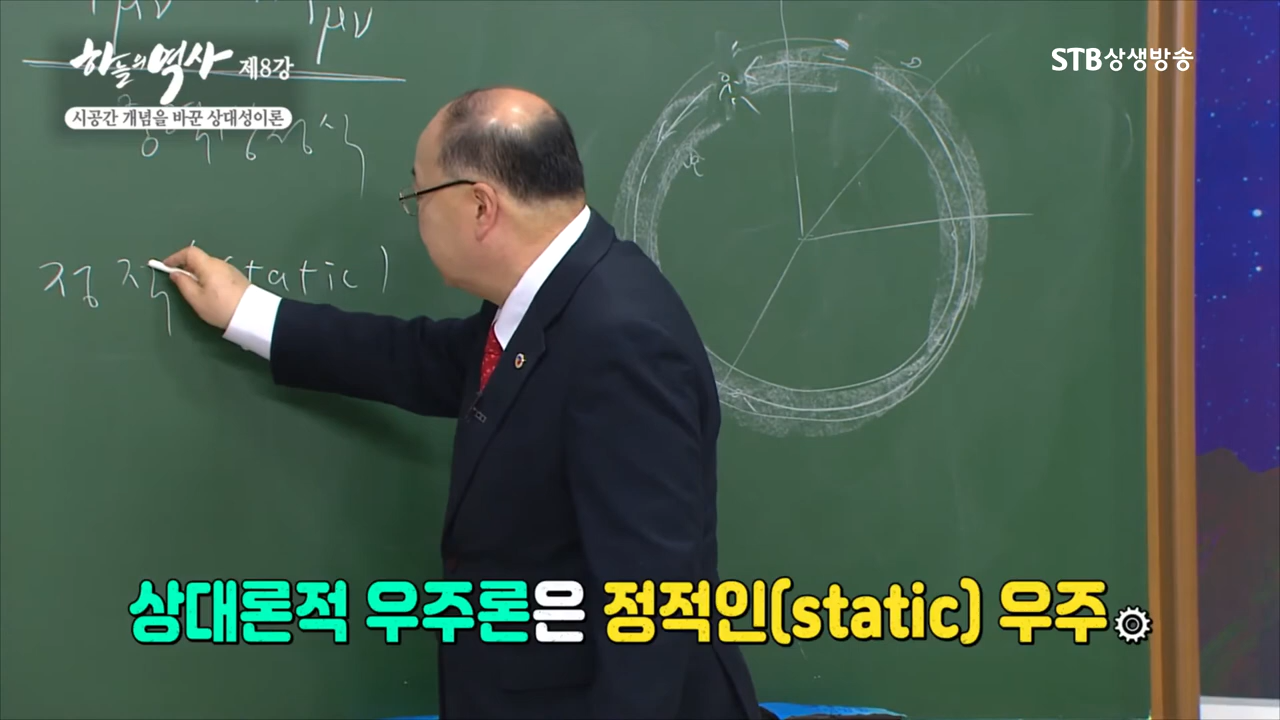 μν μν
하늘의 역사 제8강
STB상생방송
시공간 개념을 바꾼 상대성이론
정적 (static)
상대론적 우주론은 정적인(static) 우주